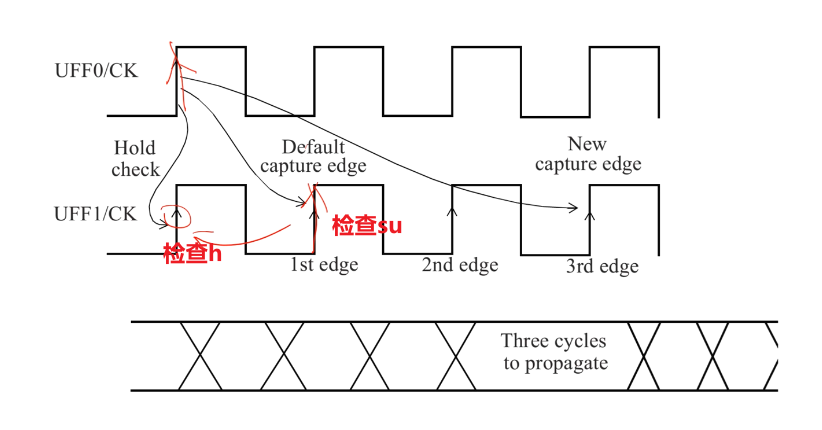 UFF0/CK
Hold
check
Default
capture edge
New
capture edge
UFF1/CK
检查su
检查h
1st edge
2nd edge
3rd edge
Three cycles
to propagate